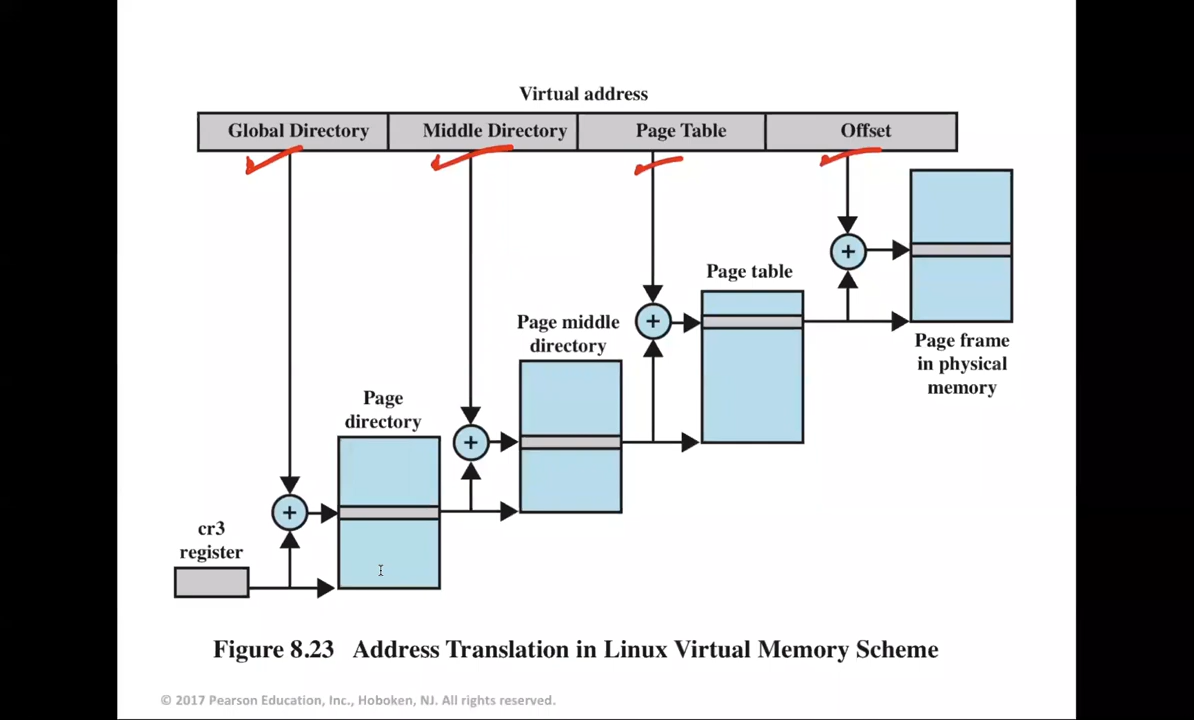 Virtual address
Global Directory
Middle Directory
Page Table
Offset
+
Page table
+
Page middle
directory
Page frame
in physical
memory
Page
directory
+
+
cr3
register
Figure 8.23 Address Translation in Linux Virtual Memory Scheme
© 2017 Pearson Education, Inc., Hoboken, NJ. All rights reserved.